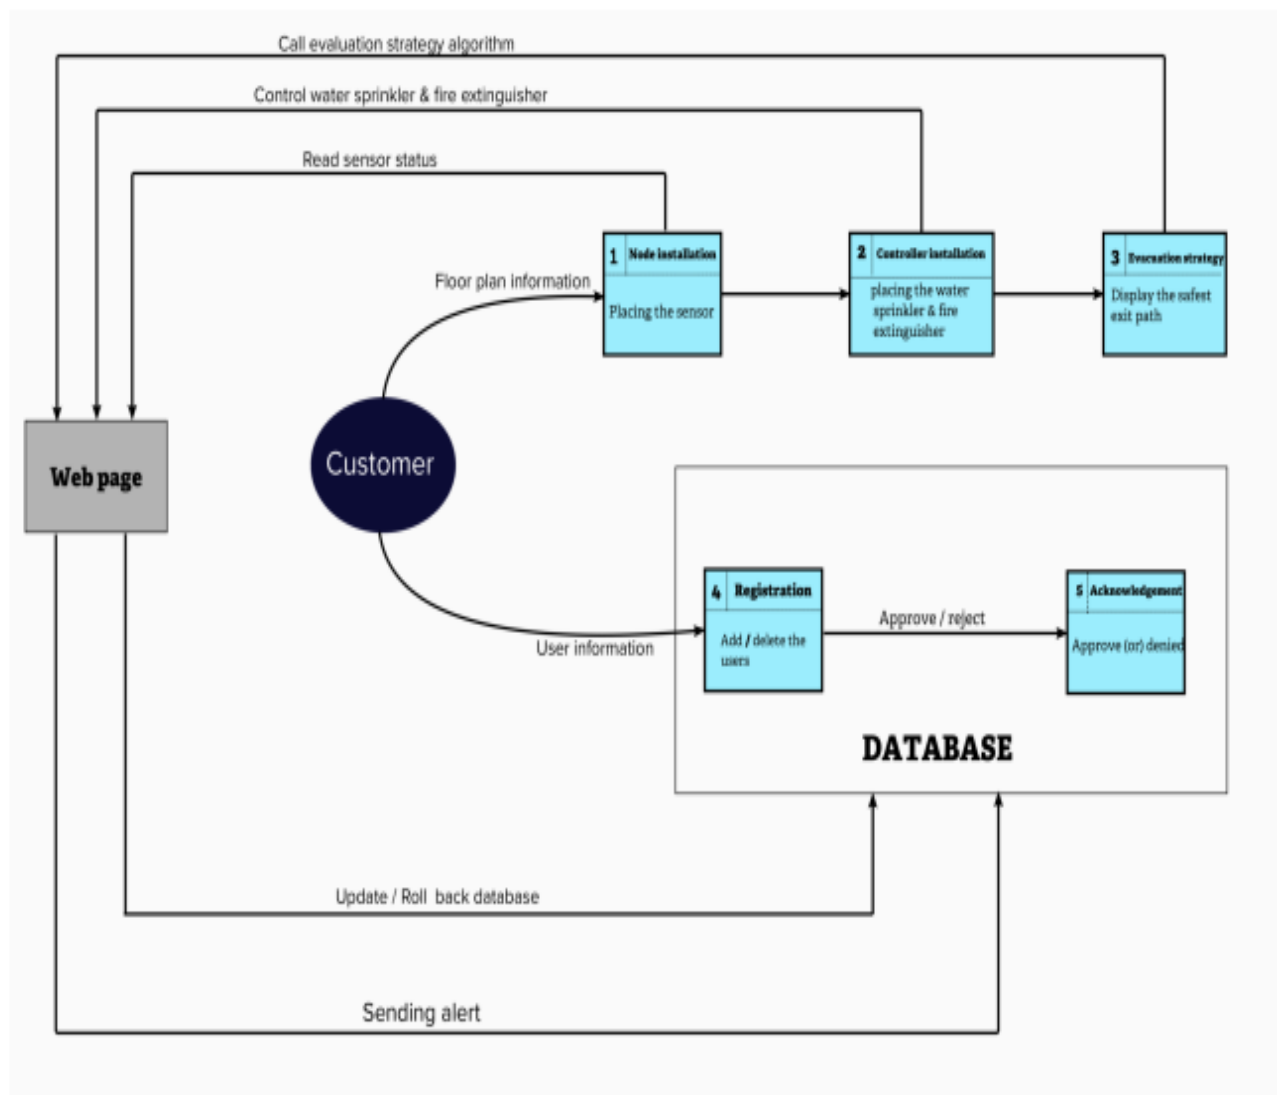 Call evaluation strategy algorithm
Control water sprinkler & fire extinguisher
Read sensor status
1 Node installation
Placing the sensor
2 Controller installation
placing the water
sprinkler & fire
extinguisher
3 Evacuation strategy
Display the safest
exit path
Floor plan information
Web page
Customer
User information
4 Registration
Add / delete the
users
Approve / reject
5 Acknowledgement
Approve (or) denied
DATABASE
Update / Roll back database
Sending alert